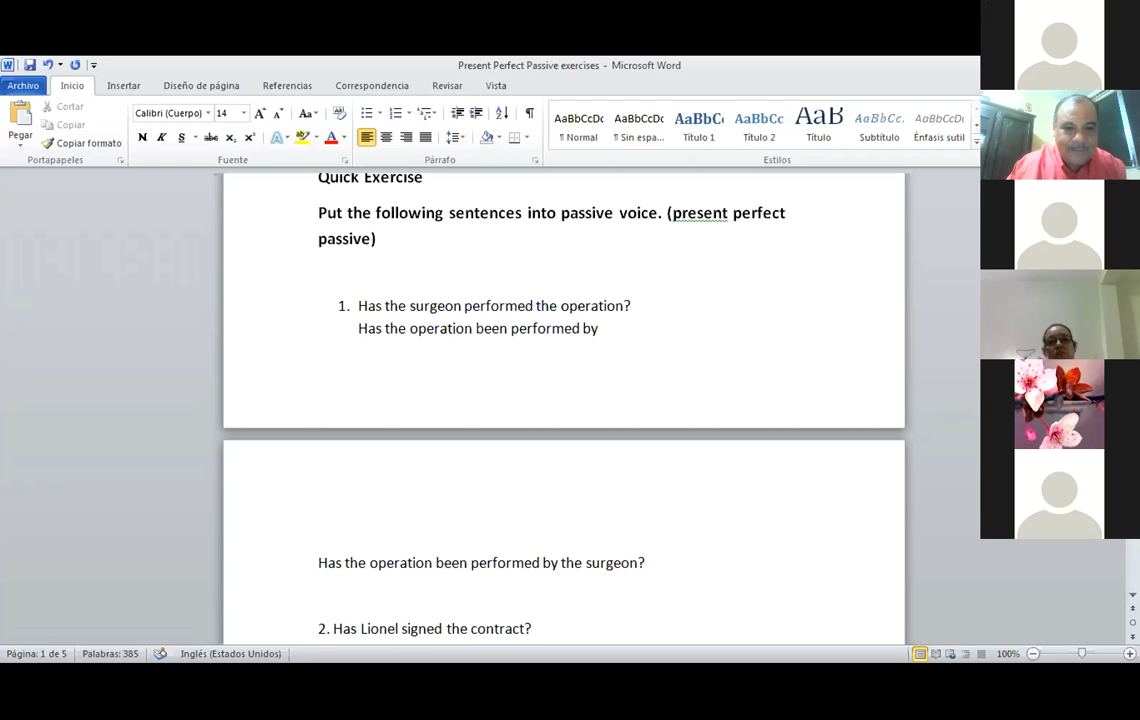 Present Perfect Passive exercises - Microsoft Word
Archivo Inicio Insertar Diseño de página Referencias Correspondencia Revisar Vista
Cortar
Copiar
Pegar
Copiar formato
Portapapeles
Calibri (Cuerpo) 14
N K S abc x₂ x²
Fuente
Párrafo
AaBbCcDc AaBbCcDc AaBbC AaBbCc AaB AaBbCc. AaBbCcDc
¶ Normal ¶ Sin espa... Título 1 Título 2 Título Subtítulo Énfasis sutil
Estilos
Quick Exercise
Put the following sentences into passive voice. (present perfect
passive)
1. Has the surgeon performed the operation?
Has the operation been performed by
Has the operation been performed by the surgeon?
2. Has Lionel signed the contract?
Página: 1 de 5 Palabras: 385 Inglés (Estados Unidos) 100%